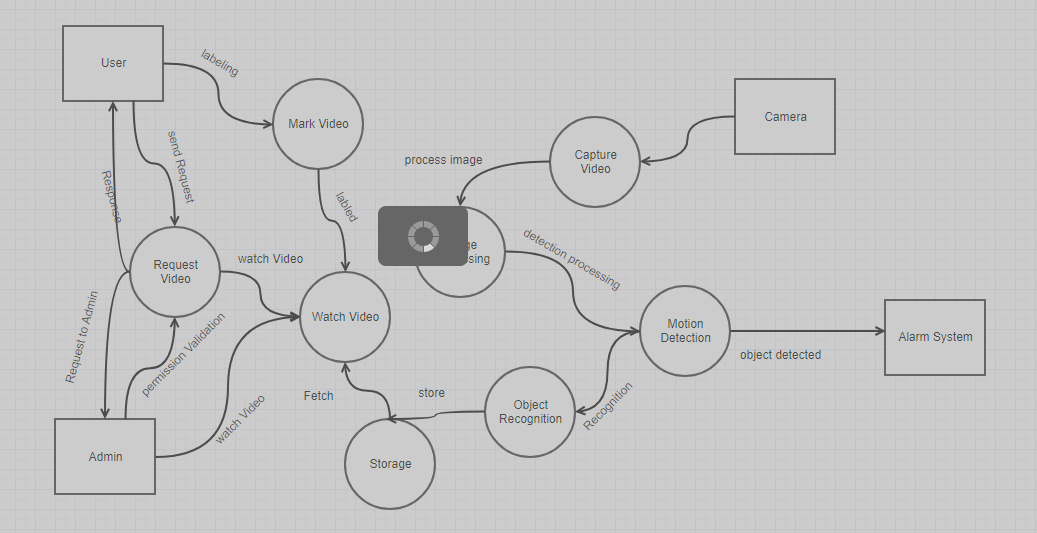 User
labeling
Mark Video
Camera
Capture
Video
process image
send Request
Response
labled
ge
sing
detection processing
Request
Video
watch Video
Watch Video
Motion
Detection
object detected
Alarm System
Request to Admin
permission Validation
Fetch
store
Object
Recognition
Recognition
watch Video
Admin
Storage